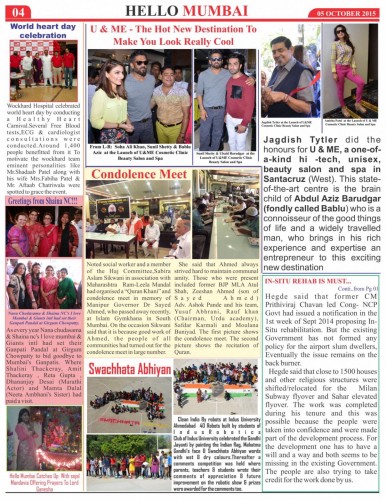 04
HELLO MUMBAI
05 OCTOBER 2015
World heart day
celebration
Wockhard Hospital celebrated
world heart day by conducting
a Healthy Heart
Carnival.Several Free Blood
tests,ECG & cardiologist
consultations were
conducted.Around 1,400
people benefited from it To
motivate the workhard team
eminent personalities like
Mr.Shadaab Patel along with
his wife Mrs.Fabiha Patel &
Mr. Aftaab Chatriwala were
spotted to grace the event.
Greetings from Shaina NC!!!
Nana Chudasama & Shaina NC's I love
Mumbai & Giants intl had set their
Ganpati Pandal at Girgaon Chowpatty.
As every year Nana chudasama
& Shaina nc's I love mumbai &
Giants intl had set their
Ganpati Pandal at Girgaun
Chowpatty to bid goodbye to
Mumbai's Ganpatis. Where
Shalini Thackeray, Amit
Thackeray , Reta Gupta ,
Dhananjay Desai (Marathi
Actor) and Mamta Dalal
(Neeta Ambhani's Sister) had
paid a visit.
Hello Mumbai Catches Up With sejal
Mandavia Offering Presents To Lord
Ganesha
U & ME - The Hot New Destination To
Make You Look Really Cool
From L-R: Soha Ali Khan, Sunil Shetty & Bablu
Aziz at the Launch of U&ME Cosmetic Clinic
Beauty Salon and Spa
Sunil Shetty & Chunky at the
Launch of U&ME Cosmetic Clinic
Beauty Salon and Spa
Condolence Meet
Noted social worker and a member
of the Haj Committee,Sabira
Aslam Sikwani in association with
Maharashtra Ram-Leela Mandal
had organised a "Quran Khani" and
condolence meet in memory of
Manipur Governor Dr Sayed
Ahmed, who passed away recently,
at Islam Gymkhana in South
Mumbai. On the occasion Sikwani
said that it is because good work of
Ahmed, the people of all
communities had turned out for the
condolence meet in large number.
She said that Ahmed always
strived hard to maintain communal
amity. Those who were present
included former BJP MLA Atul
Shah, Zeeshan Ahmed (son of
Sayed Ahmed)
Adv. Ashok Pande and his team,
Yusuf Abhrani, Rauf khan
(Chairman, Urdu academy),
Safdar Karmali and Moulana
Bunjyal. The first picture shows
the condolence meet. The second
picture shows the recitation of
Quran.
Swachhata Abhiyan
Clean India By robots at Indus University
Ahmedabad 40 Robots built by students of
Indus Robotics
Club of Indus University celebrated the Gandhi
Jayanti by painting the Indian flag, Mahatma
Gandhi's face & Swachhata Abhiyan words
with wet & dry colours.Thereafter a
comments competition was held where
parents, teachers & students wrote their
comments of appreciation & future
improvement on the robots show & prizes
were awarded for the comments too.
Jagdish Tytler at the
Launch of U&ME Cosmetic Clinic
Beauty Salon and Spa
at the
Launch of U&ME Cosmetic Clinic
Beauty Salon and Spa
Jagdish Tytler did the
honours for U & ME, a one-of-
a-kind hi -tech, unisex,
beauty salon and spa in
Santacruz (West). This state-
of-the-art centre is the brain
child of Abdul Aziz Barudgar
(fondly called Bablu) who is a
connoisseur of the good things
of life and a widely travelled
man, who brings in his rich
experience and expertise an
entrepreneur to this exciting
new destination
IN-SITU REHAB IS MUST...
Cont..from Pg 01
Hegde said that former CM
Prithviraj Chavan led Cong- NCP
Govt had issued a notification in the
1st week of Sept 2014 proposing In-
Situ rehabilitation. But the existing
Government has not formed any
policy for the airport slum dwellers,
Eventually the issue remains on the
back burner.
Hegde said that close to 1500 houses
and other religious structures were
shifted/relocated for the Milan
Subway flyover and Sahar elevated
flyover. The work was completed
during his tenure and this was
possible because the people were
taken into confidence and were made
part of the development process. For
the development one has to have a
will and a way and both seems to be
missing in the existing Government.
The people are also trying to take
credit for the work done by us.